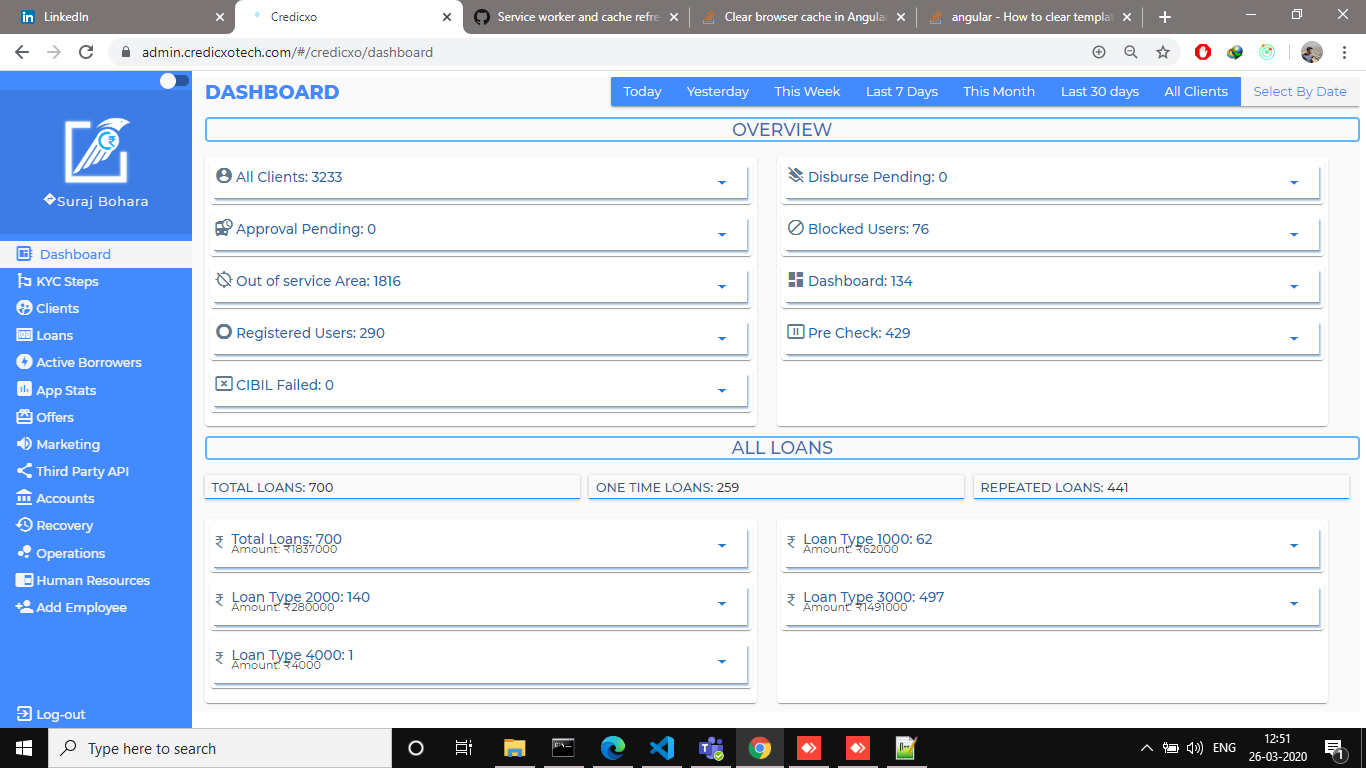 LinkedIn
Credicxo
Service worker and cache refre
Clear browser cache in Angular
angular - How to clear templat
admin.credicxotech.com/#/credicxo/dashboard
DASHBOARD
Today Yesterday This Week Last 7 Days This Month Last 30 days All Clients Select By Date
Suraj Bohara
Dashboard
KYC Steps
Clients
Loans
Active Borrowers
App Stats
Offers
Marketing
Third Party API
Accounts
Recovery
Operations
Human Resources
Add Employee
Log-out
OVERVIEW
All Clients: 3233
Disburse Pending: 0
Approval Pending: 0
Blocked Users: 76
Out of service Area: 1816
Dashboard: 134
Registered Users: 290
Pre Check: 429
CIBIL Failed: 0
ALL LOANS
TOTAL LOANS: 700
ONE TIME LOANS: 259
REPEATED LOANS: 441
₹ Total Loans: 700
Amount: ₹1837000
₹ Loan Type 1000: 62
Amount: ₹62000
₹ Loan Type 2000: 140
Amount: ₹280000
₹ Loan Type 3000: 497
Amount: ₹1491000
₹ Loan Type 4000: 1
Amount: ₹4000
Type here to search
ENG
12:51
26-03-2020
1